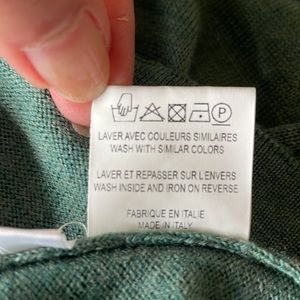 LAVER AVEC COULEURS SIMILAIRES
WASH WITH SIMILAR COLORS
LAVER ET REPASSER SUR L'ENVERS
WASH INSIDE AND IRON ON REVERSE
FABRIQUE EN ITALIE
MADE IN ITALY